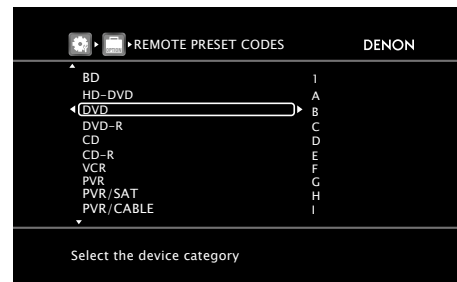 OPTION REMOTE PRESET CODES DENON
BD 1
HD-DVD A
DVD B
DVD-R C
CD D
CD-R E
VCR F
PVR G
PVR/SAT H
PVR/CABLE I
Select the device category